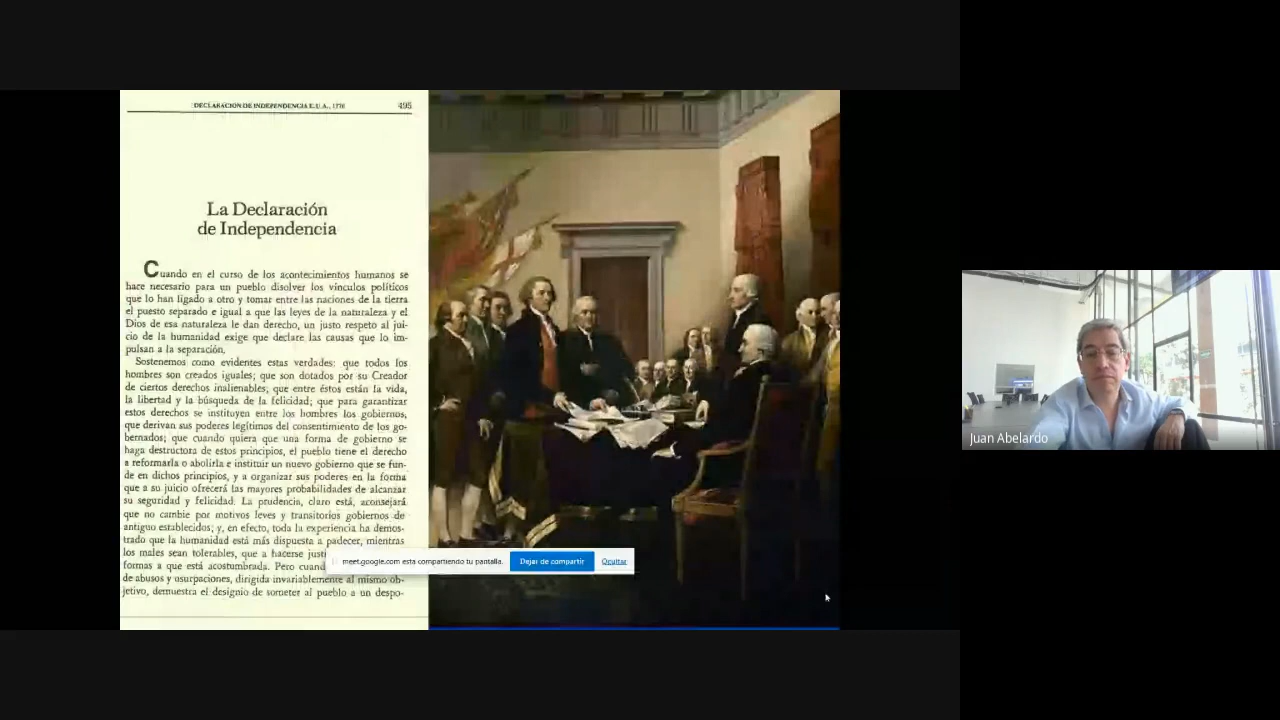 DECLARACION DE INDEPENDENCIA E.U.A., 1776 495
La Declaración
de Independencia
Cuando en el curso de los acontecimientos humanos se
hace necesario para un pueblo disolver los vínculos políticos
que lo han ligado a otro y tomar entre las naciones de la tierra
el puesto separado e igual a que las leyes de la naturaleza y el
Dios de esa naturaleza le dan derecho, un justo respeto al jui-
cio de la humanidad exige que declare las causas que lo im-
pulsan a la separación.
Sostenemos como evidentes estas verdades: que todos los
hombres son creados iguales; que son dotados por su Creador
de ciertos derechos inalienables; que entre éstos están la vida,
la libertad y la búsqueda de la felicidad; que para garantizar
estos derechos se instituyen entre los hombres los gobiernos,
que derivan sus poderes legítimos del consentimiento de los go-
bernados; que cuando quiera que una forma de gobierno se
haga destructora de estos principios, el pueblo tiene el derecho
a reformarla o abolirla e instituir un nuevo gobierno que se fun-
de en dichos principios, y a organizar sus poderes en la forma
que a su juicio ofrecerá las mayores probabilidades de alcanzar
su seguridad y felicidad. La prudencia, claro está, aconsejará
que no cambie por motivos leves y transitorios gobiernos de
antiguo establecidos; y, en efecto, toda la experiencia ha demos-
trado que la humanidad está más dispuesta a padecer, mientras
los males sean tolerables, que a hacerse justi
formas a que está acostumbrada. Pero cuand
de abusos y usurpaciones, dirigida invariablemente al mismo ob-
jetivo, demuestra el designio de someter al pueblo a un despo-
meet.google.com está compartiendo tu pantalla.
Dejar de compartir
Ocultar
Juan Abelardo